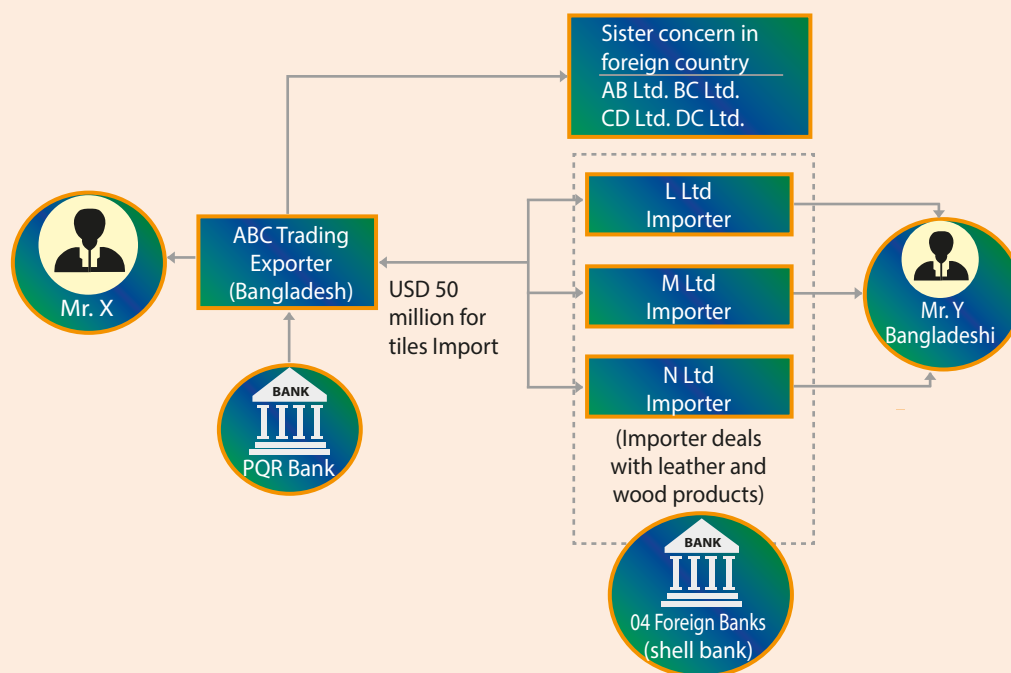 Sister concern in
foreign country
AB Ltd. BC Ltd.
CD Ltd. DC Ltd.
L Ltd
Importer
Mr. X
ABC Trading
Exporter
(Bangladesh)
USD 50
million for
tiles Import
M Ltd
Importer
Mr. Y
Bangladeshi
N Ltd
Importer
BANK
PQR Bank
(Importer deals
with leather and
wood products)
BANK
04 Foreign Banks
(shell bank)